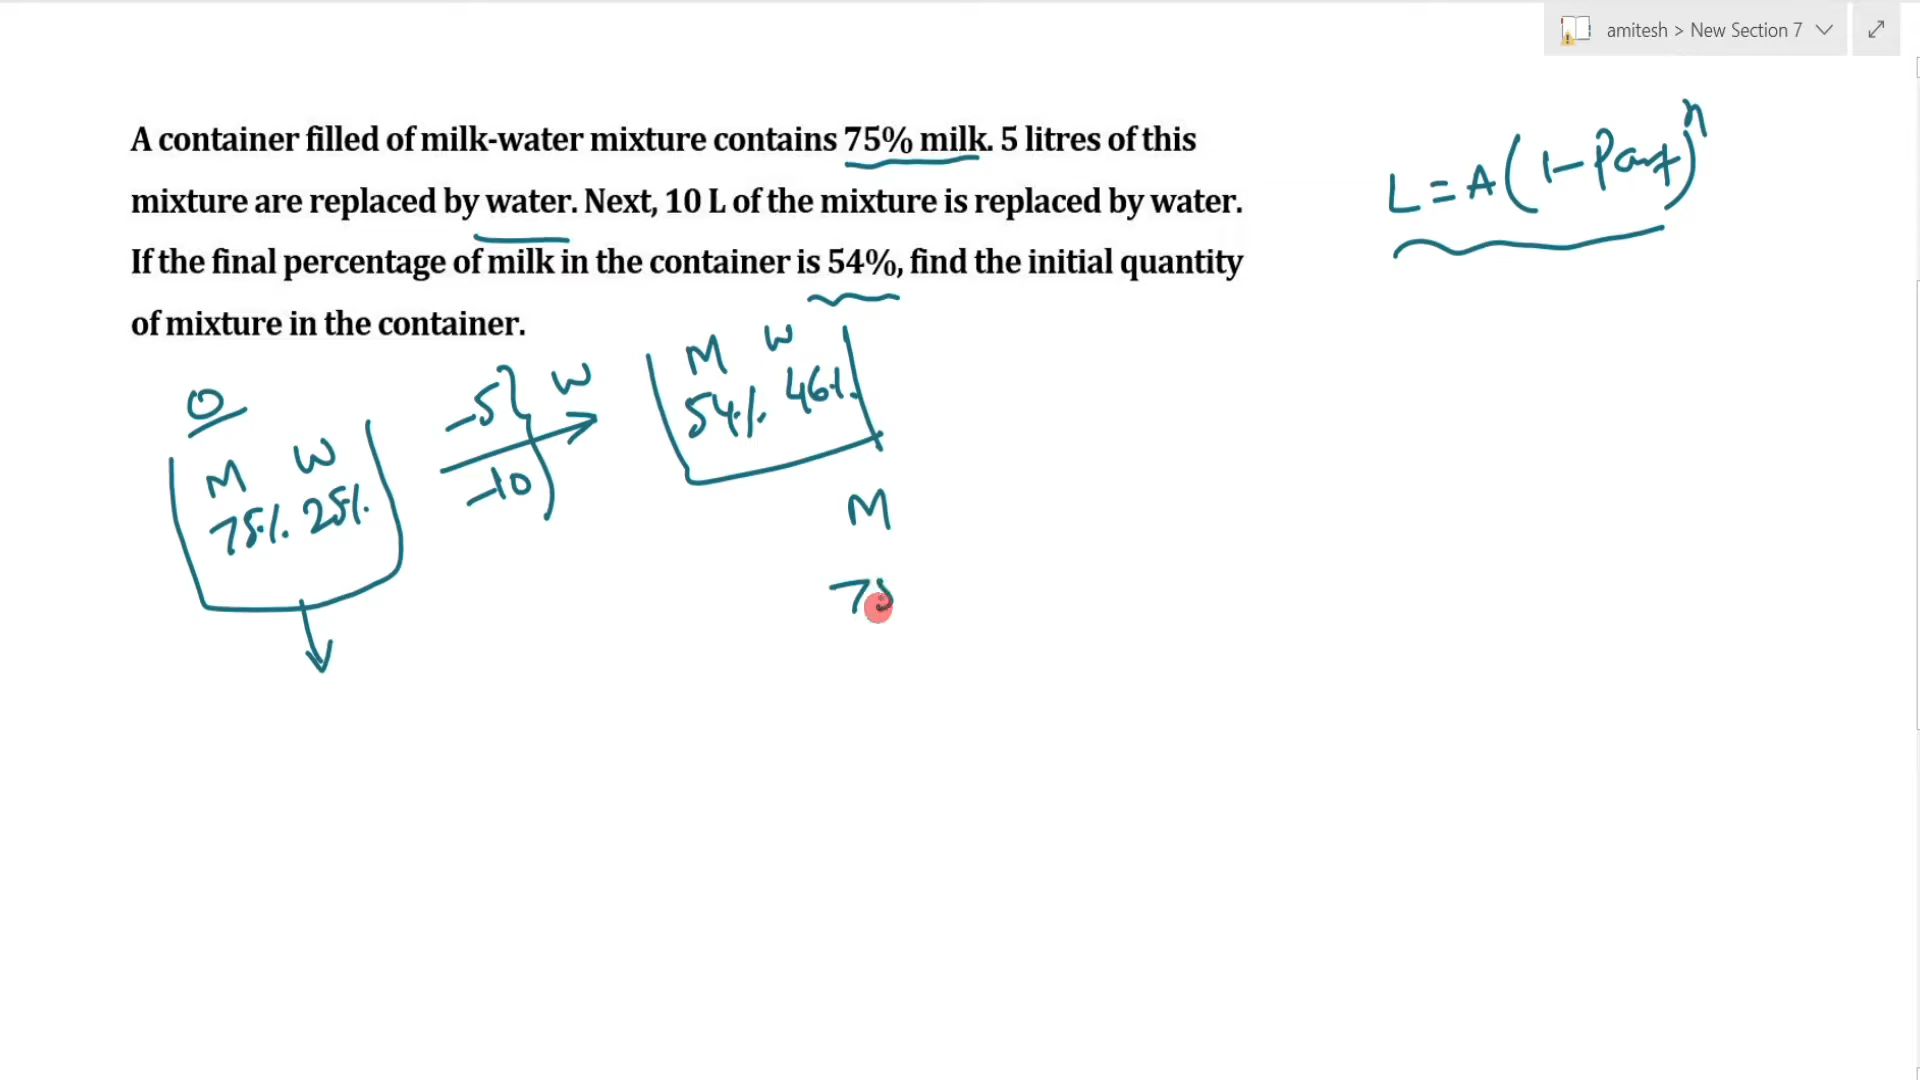 amitesh > New Section 7
A container filled of milk-water mixture contains 75% milk. 5 litres of this
mixture are replaced by water. Next, 10 L of the mixture is replaced by water.
If the final percentage of milk in the container is 54%, find the initial quantity
of mixture in the container.
L = A(1 - Part)^n
O
M W
75% 25%
-5 W
-10
M W
54% 46%
M